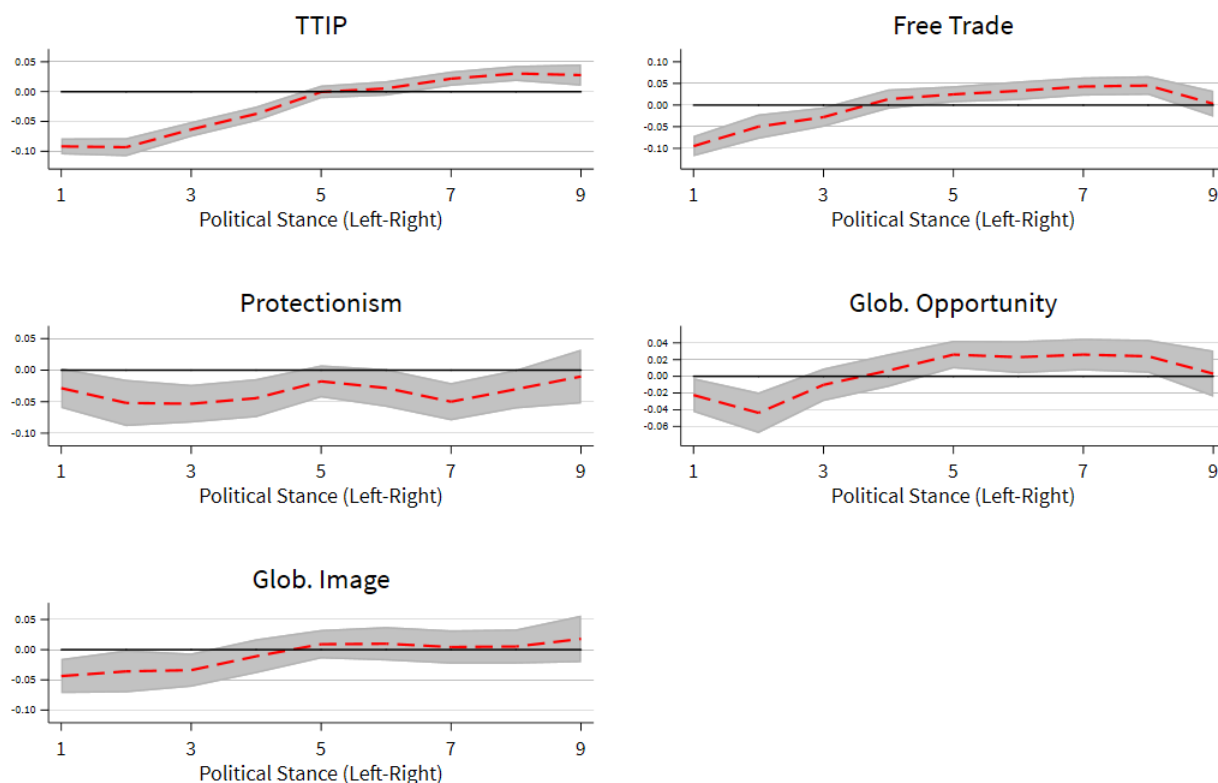 TTIP
0.05
0.00
-0.05
-0.10
1 3 5 7 9
Political Stance (Left-Right)
Free Trade
0.10
0.05
0.00
-0.05
-0.10
1 3 5 7 9
Political Stance (Left-Right)
Protectionism
0.05
0.00
-0.05
-0.10
1 3 5 7 9
Political Stance (Left-Right)
Glob. Opportunity
0.04
0.02
0.00
-0.02
-0.04
-0.06
1 3 5 7 9
Political Stance (Left-Right)
Glob. Image
0.05
0.00
-0.05
-0.10
1 3 5 7 9
Political Stance (Left-Right)